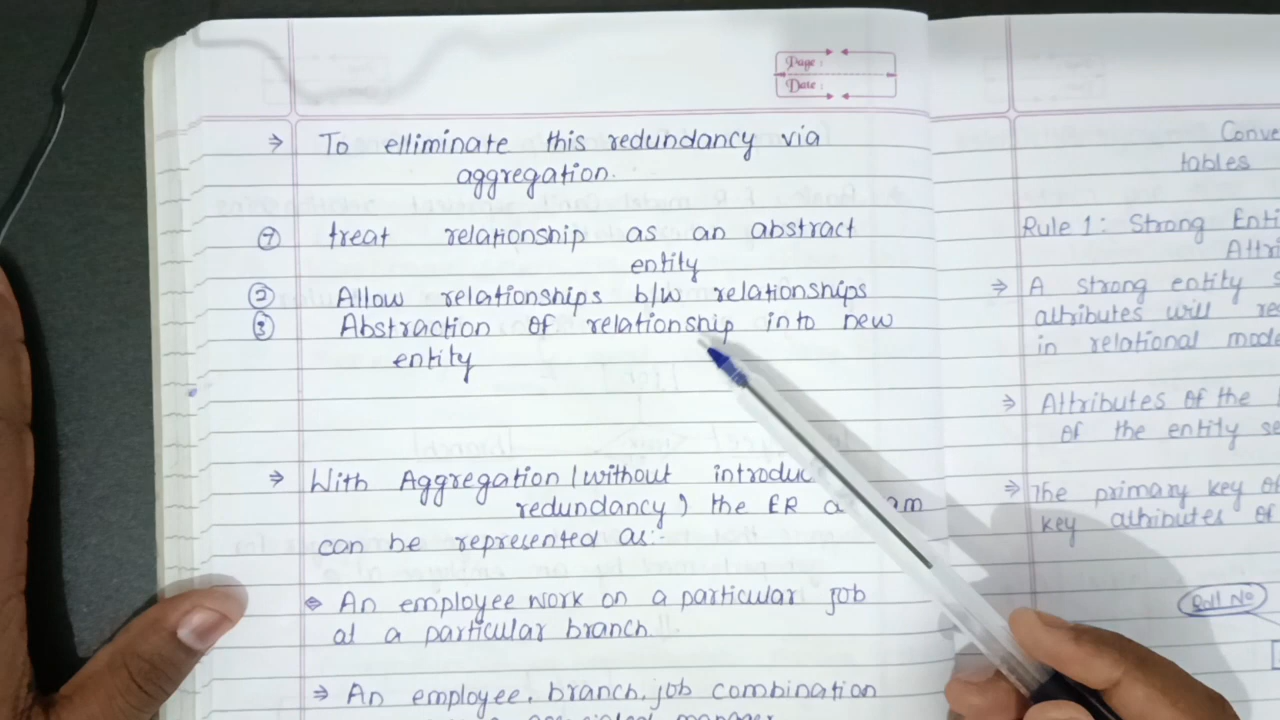 Page :
Date :
⇒ To elliminate this redundancy via
aggregation.
① treat relationship as an abstract
entity
② Allow relationships b/w relationships
③ Abstraction of relationship into new
entity
⇒ With Aggregation (without introduc
redundancy) the ER
can be represented as:-
⇒ An employee work on a particular job
at a particular branch.
⇒ An employee, branch, job combination
manager
Conve
tables
Rule 1: Strong Enti
Attri
⇒ A strong entity s
attributes will re
in relational mode
⇒ Attributes of the
of the entity se
⇒ The primary key of
key attributes of
Roll No